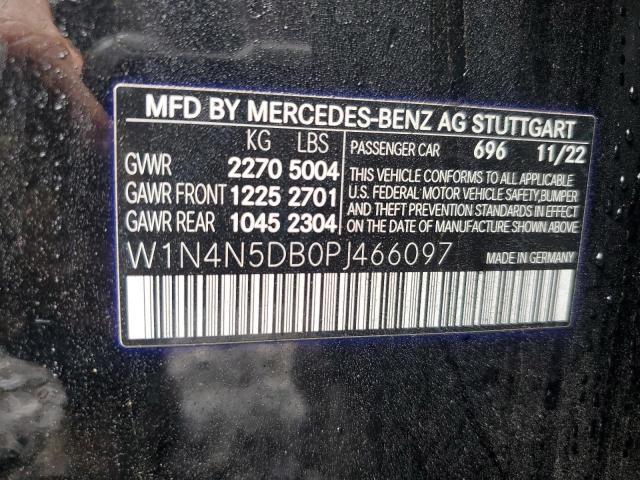 MFD BY MERCEDES-BENZ AG STUTTGART
KG LBS
GVWR 2270 5004
GAWR FRONT 1225 2701
GAWR REAR 1045 2304
PASSENGER CAR 696 11/22
THIS VEHICLE CONFORMS TO ALL APPLICABLE
U.S. FEDERAL MOTOR VEHICLE SAFETY,BUMPER
AND THEFT PREVENTION STANDARDS IN EFFECT
ON THE DATE OF MANUFACTURE SHOWN ABOVE.
W1N4N5DB0PJ466097
MADE IN GERMANY